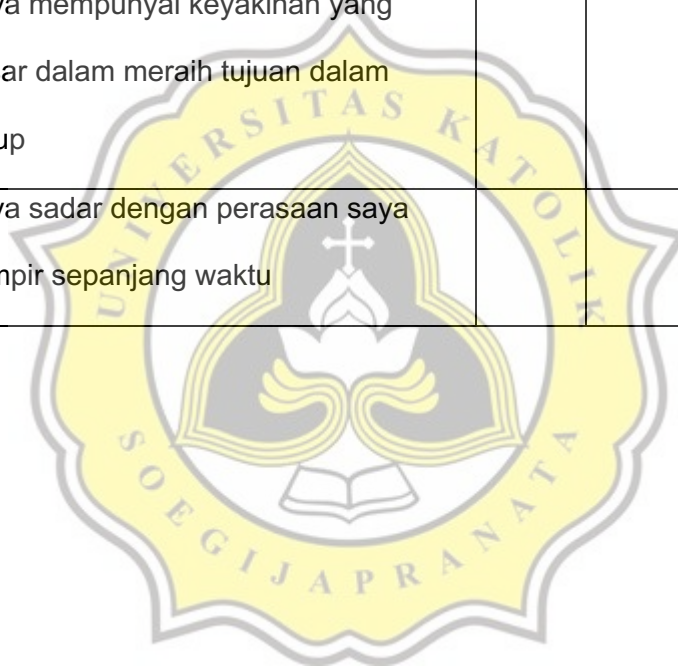 ya mempunyai keyakinan yang
ar dalam meraih tujuan dalam
up
ya sadar dengan perasaan saya
mpir sepanjang waktu
UNIVERSITAS KATOLIK
SOEGIJAPRANATA